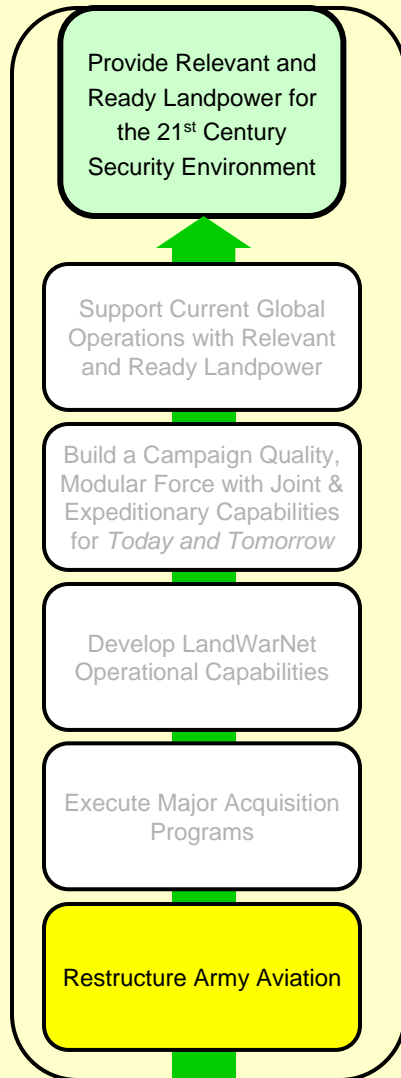 Provide Relevant and
Ready Landpower for
the 21st Century
Security Environment
Support Current Global
Operations with Relevant
and Ready Landpower
Build a Campaign Quality,
Modular Force with Joint &
Expeditionary Capabilities
for Today and Tomorrow
Develop LandWarNet
Operational Capabilities
Execute Major Acquisition
Programs
Restructure Army Aviation